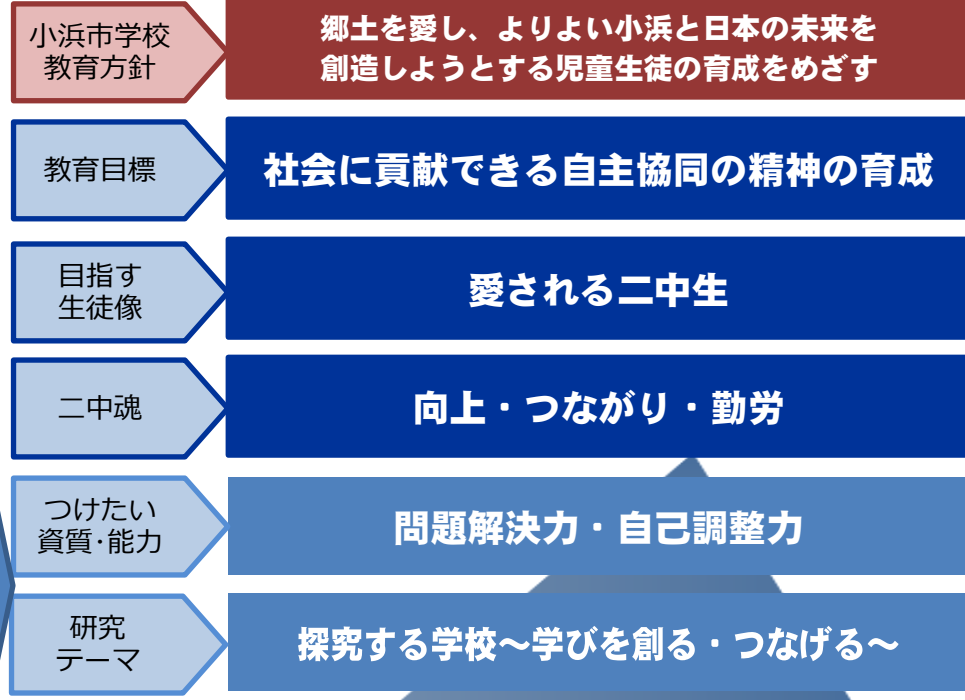 小浜市学校
教育方針
郷土を愛し、よりよい小浜と日本の未来を
創造しようとする児童生徒の育成をめざす
教育目標
社会に貢献できる自主協同の精神の育成
目指す
生徒像
愛される二中生
二中魂
向上・つながり・勤労
つけたい
資質･能力
問題解決力・自己調整力
研究
テーマ
探究する学校～学びを創る・つなげる～